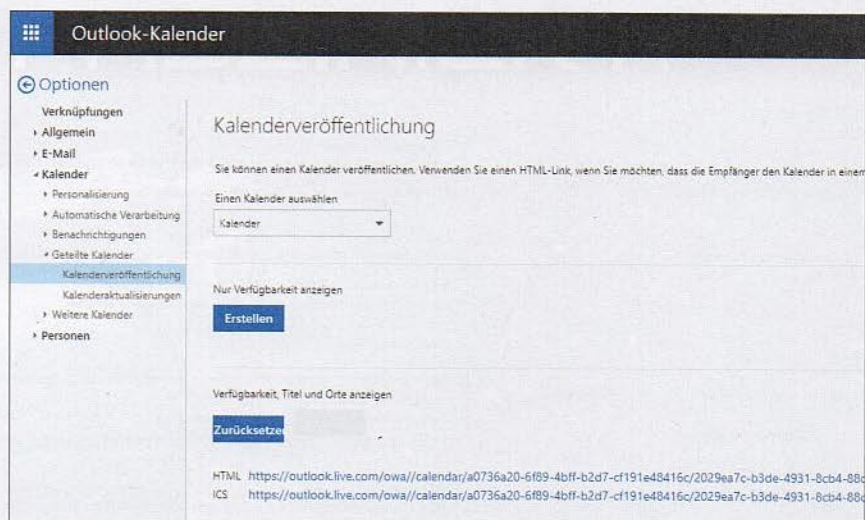 Outlook-Kalender
Optionen
Verknüpfungen
Allgemein
E-Mail
Kalender
Personalisierung
Automatische Verarbeitung
Benachrichtigungen
Geteilte Kalender
Kalenderveröffentlichung
Kalenderaktualisierungen
Weitere Kalender
Personen
Kalenderveröffentlichung
Sie können einen Kalender veröffentlichen. Verwenden Sie einen HTML-Link, wenn Sie möchten, dass die Empfänger den Kalender in einem
Einen Kalender auswählen
Kalender
Nur Verfügbarkeit anzeigen
Erstellen
Verfügbarkeit, Titel und Orte anzeigen
Zurücksetzen
HTML https://outlook.live.com/owa//calendar/a0736a20-6f89-4bff-b2d7-cf191e48416c/2029ea7c-b3de-4931-8cb4-88c
ICS https://outlook.live.com/owa//calendar/a0736a20-6f89-4bff-b2d7-cf191e48416c/2029ea7c-b3de-4931-8cb4-88c